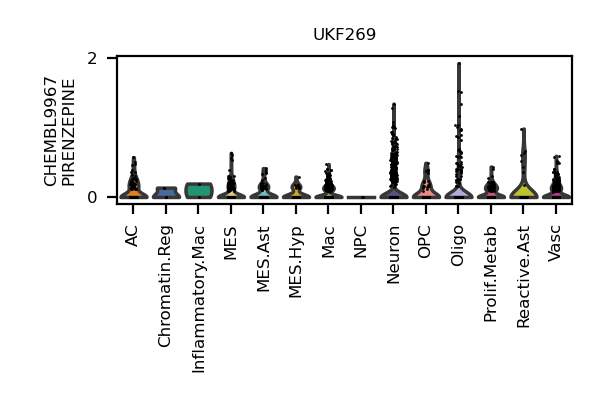 UKF269
CHEMBL9967
PIRENZEPINE
2
0
AC
Chromatin.Reg
Inflammatory.Mac
MES
MES.Ast
MES.Hyp
Mac
NPC
Neuron
OPC
Oligo
Prolif.Metab
Reactive.Ast
Vasc